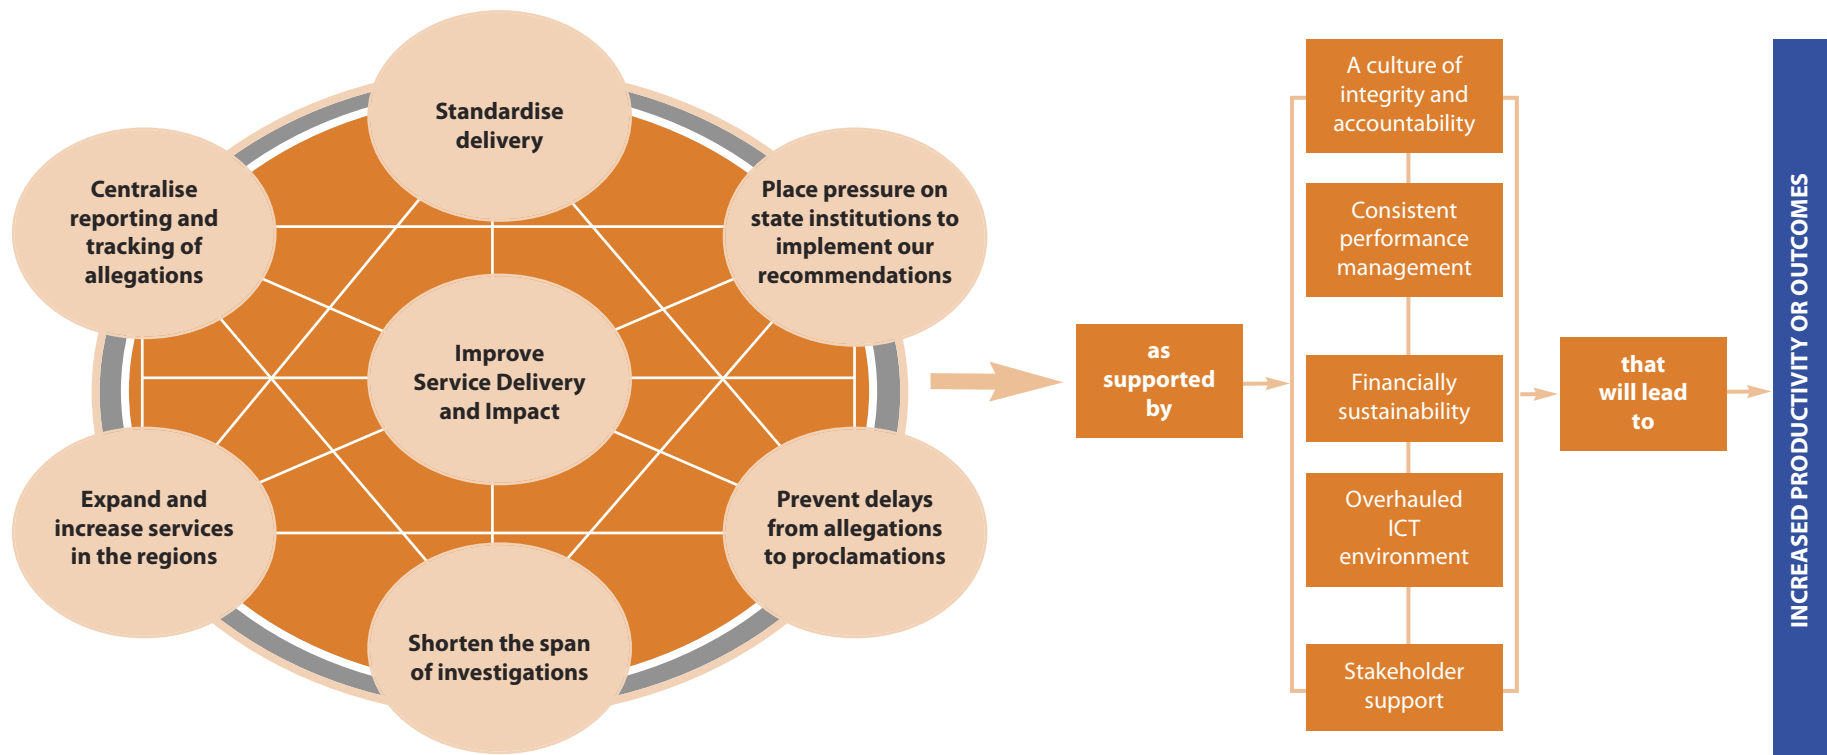 Standardise
delivery
Centralise
reporting and
tracking of
allegations
Place pressure on
state institutions to
implement our
recommendations
Improve
Service Delivery
and Impact
Expand and
increase services
in the regions
Prevent delays
from allegations
to proclamations
Shorten the span
of investigations
as
supported
by
A culture of
integrity and
accountability
Consistent
performance
management
Financially
sustainability
Overhauled
ICT
environment
Stakeholder
support
that
will lead
to
INCREASED PRODUCTIVITY OR OUTCOMES